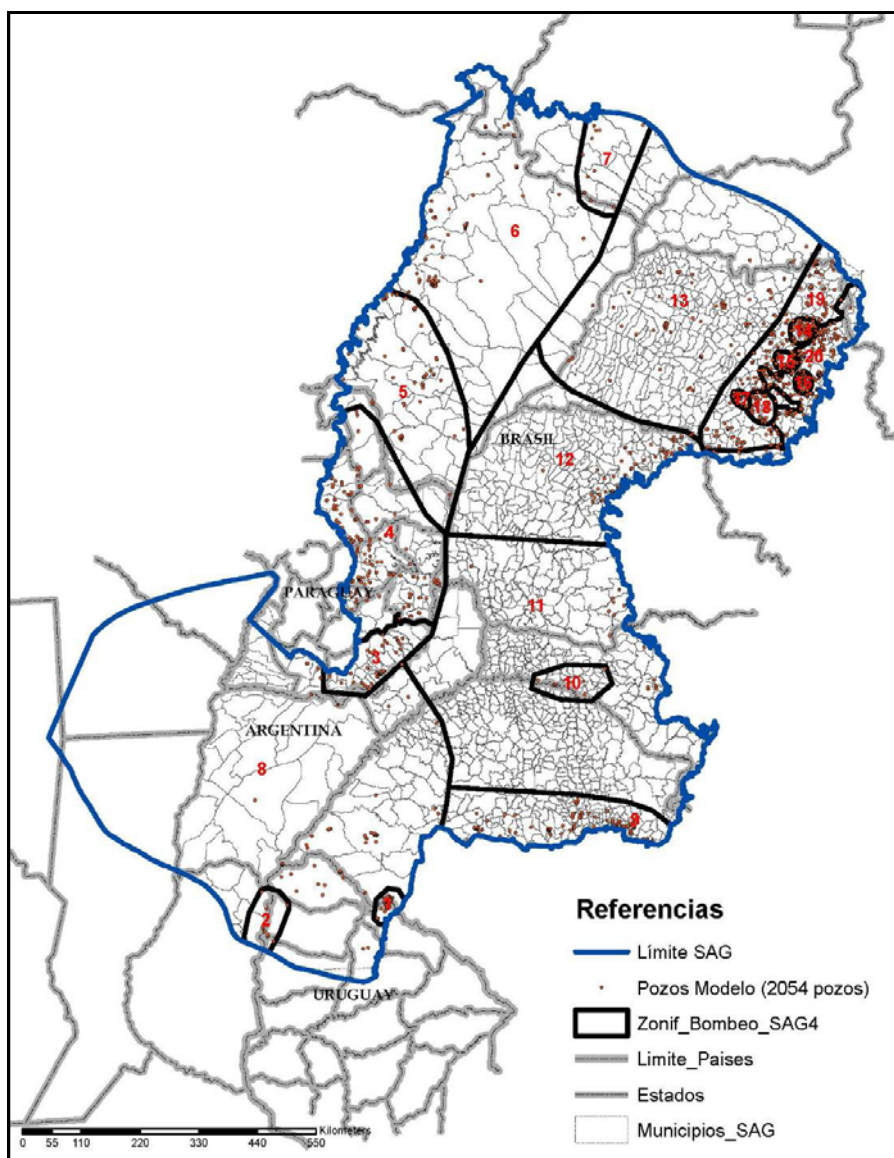 7
6
19
13
14
20
16
15
5
17
18
BRASIL
12
4
PARAGUAY
11
3
10
ARGENTINA
8
9
1
2
URUGUAY
Referencias
Límite SAG
Pozos Modelo (2054 pozos)
Zonif_Bombeo_SAG4
Limite_Paises
Estados
Municipios_SAG
Kilometers
0 55 110 220 330 440 550